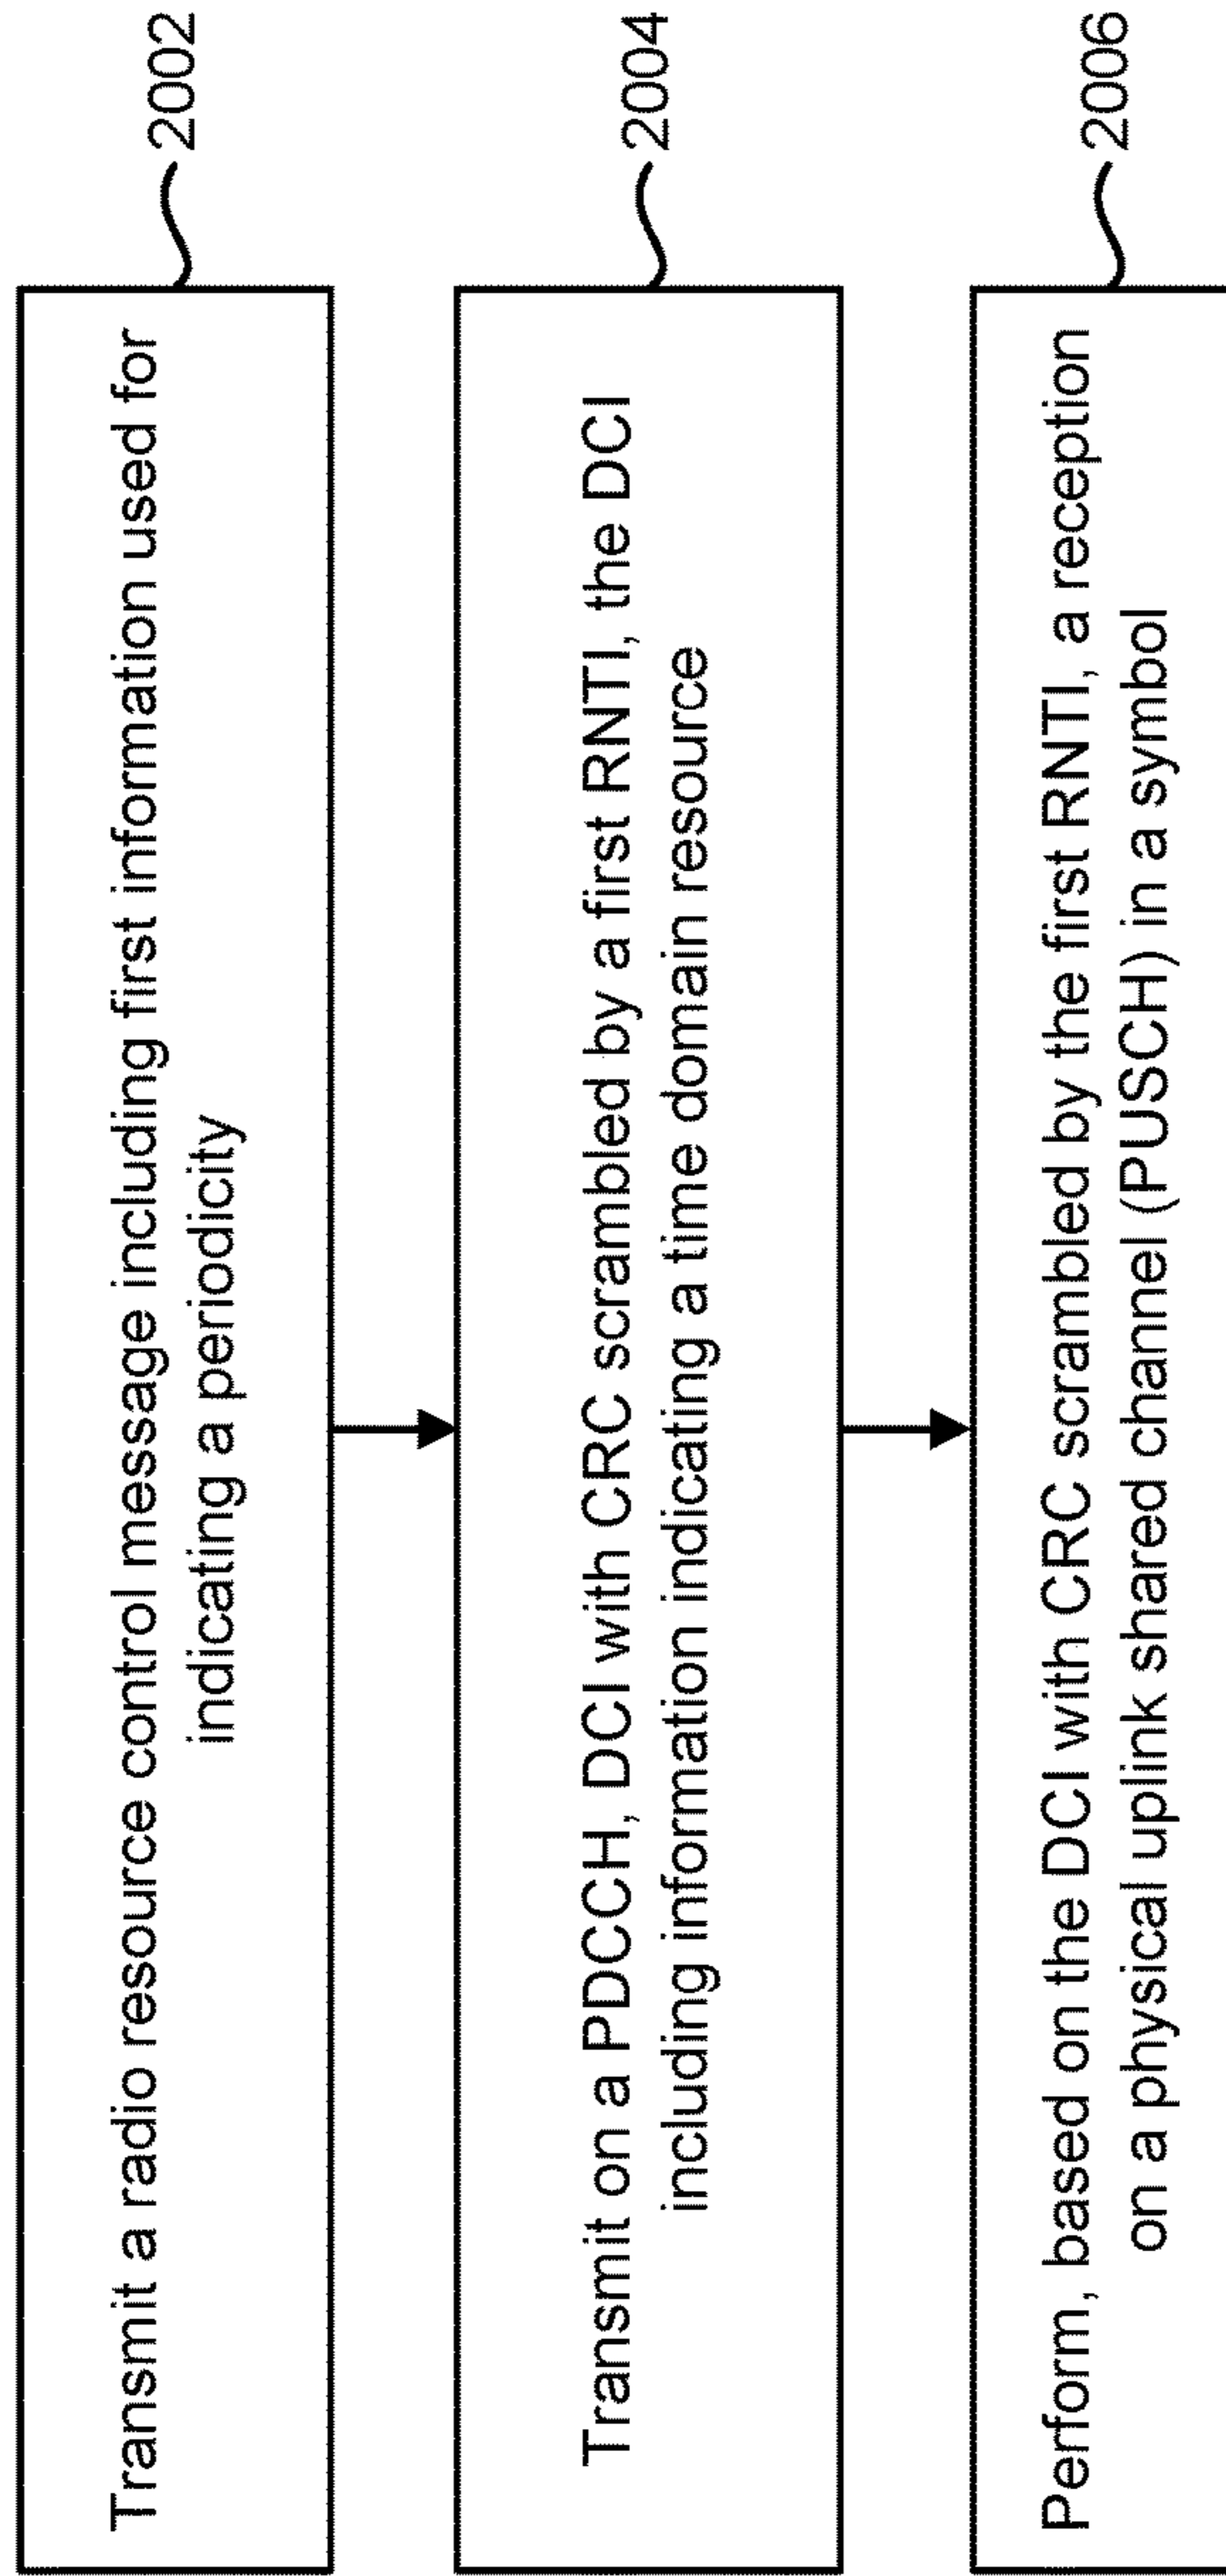 Transmit a radio resource control message including first information used for
indicating a periodicity
2002
Transmit on a PDCCH, DCI with CRC scrambled by a first RNTI, the DCI
including information indicating a time domain resource
2004
Perform, based on the DCI with CRC scrambled by the first RNTI, a reception
on a physical uplink shared channel (PUSCH) in a symbol
2006